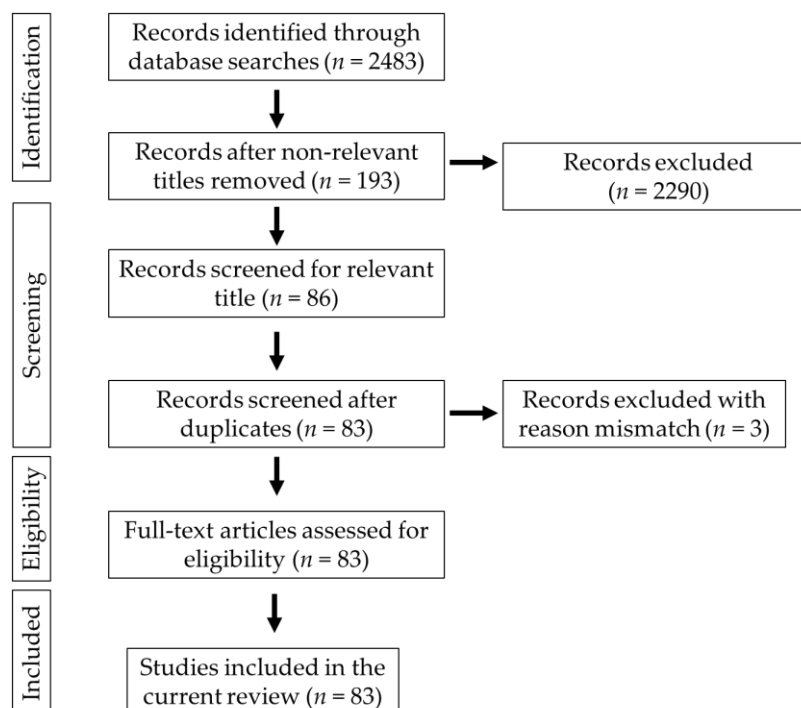 Identification
Records identified through
database searches (n = 2483)
Records after non-relevant
titles removed (n = 193)
Records excluded
(n = 2290)
Screening
Records screened for relevant
title (n = 86)
Records screened after
duplicates (n = 83)
Records excluded with
reason mismatch (n = 3)
Eligibility
Full-text articles assessed for
eligibility (n = 83)
Included
Studies included in the
current review (n = 83)